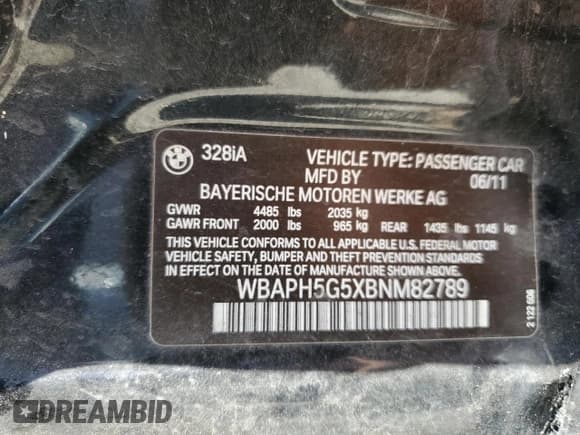 328iA VEHICLE TYPE: PASSENGER CAR
MFD BY 06/11
BAYERISCHE MOTOREN WERKE AG
GVWR 4485 lbs 2035 kg
GAWR FRONT 2000 lbs 965 kg REAR 1435 lbs 1145 kg
THIS VEHICLE CONFORMS TO ALL APPLICABLE U.S. FEDERAL MOTOR
VEHICLE SAFETY, BUMPER AND THEFT PREVENTION STANDARDS
IN EFFECT ON THE DATE OF MANUFACTURE SHOWN ABOVE.
WBAPH5G5XBNM82789
2 122 606
DREAMBID